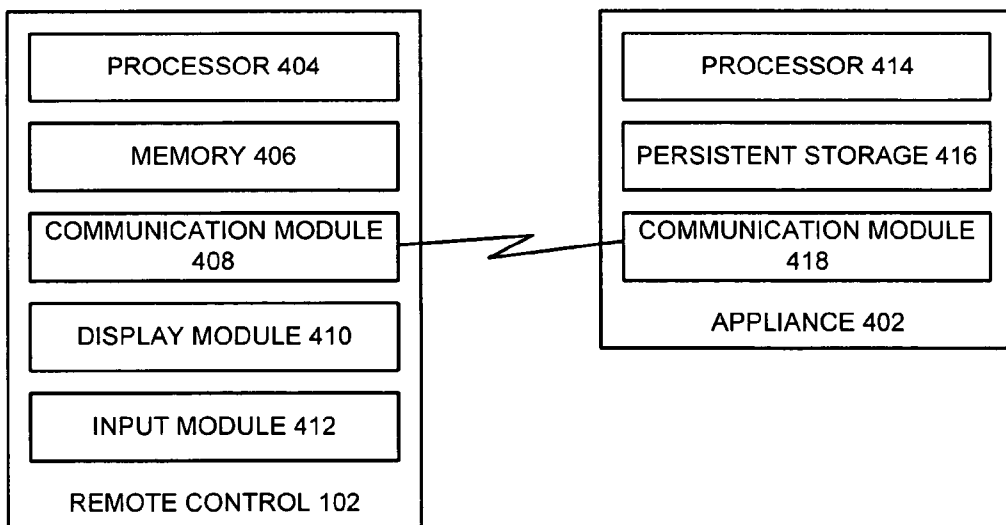 PROCESSOR 404
MEMORY 406
COMMUNICATION MODULE
408
DISPLAY MODULE 410
INPUT MODULE 412
REMOTE CONTROL 102
PROCESSOR 414
PERSISTENT STORAGE 416
COMMUNICATION MODULE
418
APPLIANCE 402